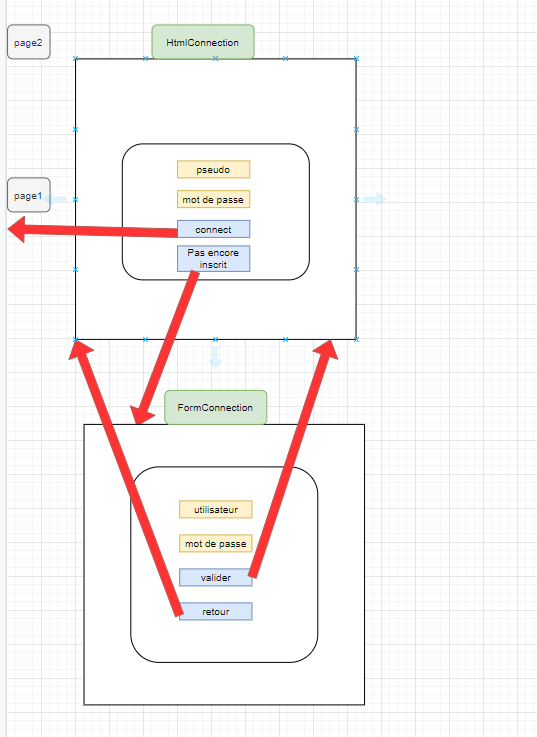 page2
HtmlConnection
pseudo
mot de passe
page1
connect
Pas encore
inscrit
FormConnection
utilisateur
mot de passe
valider
retour